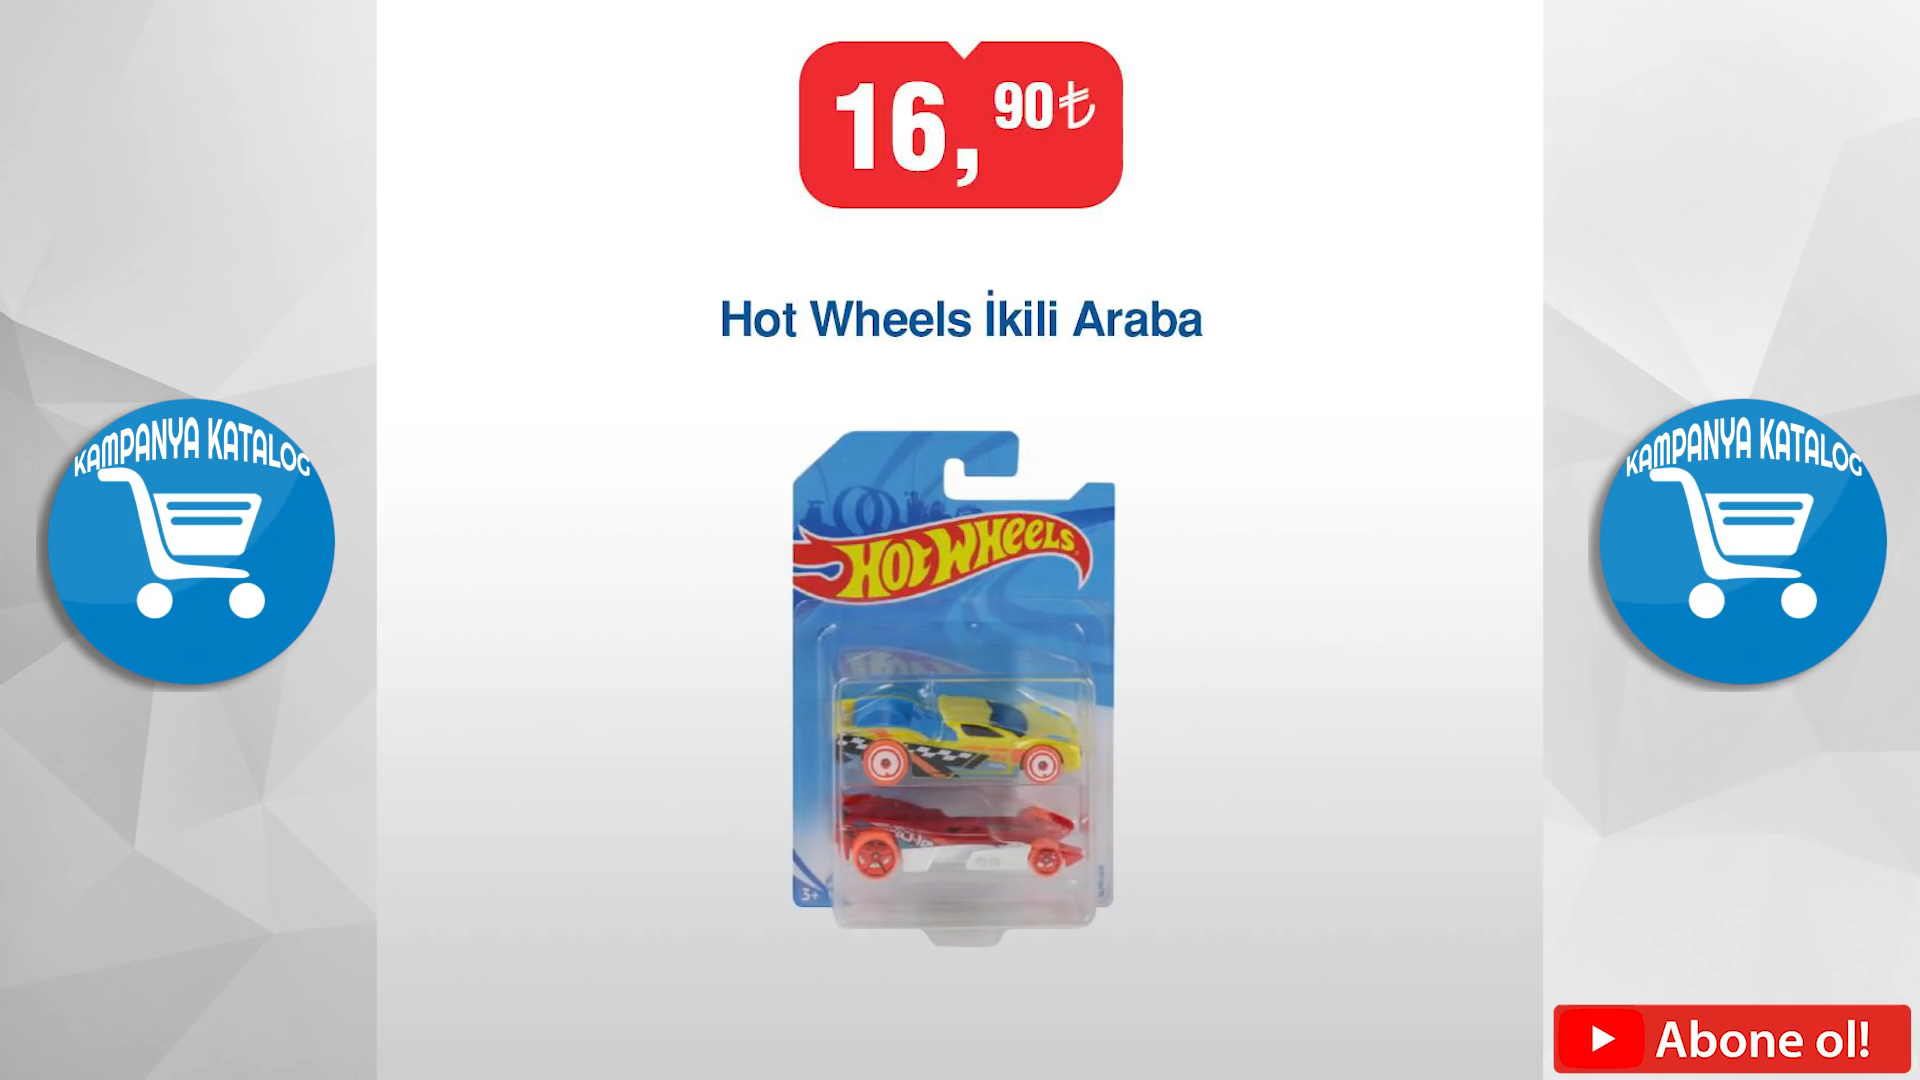 16,90₺
Hot Wheels İkili Araba
KAMPANYA KATALOG
KAMPANYA KATALOG
HOT WHEELS
3+
Abone ol!